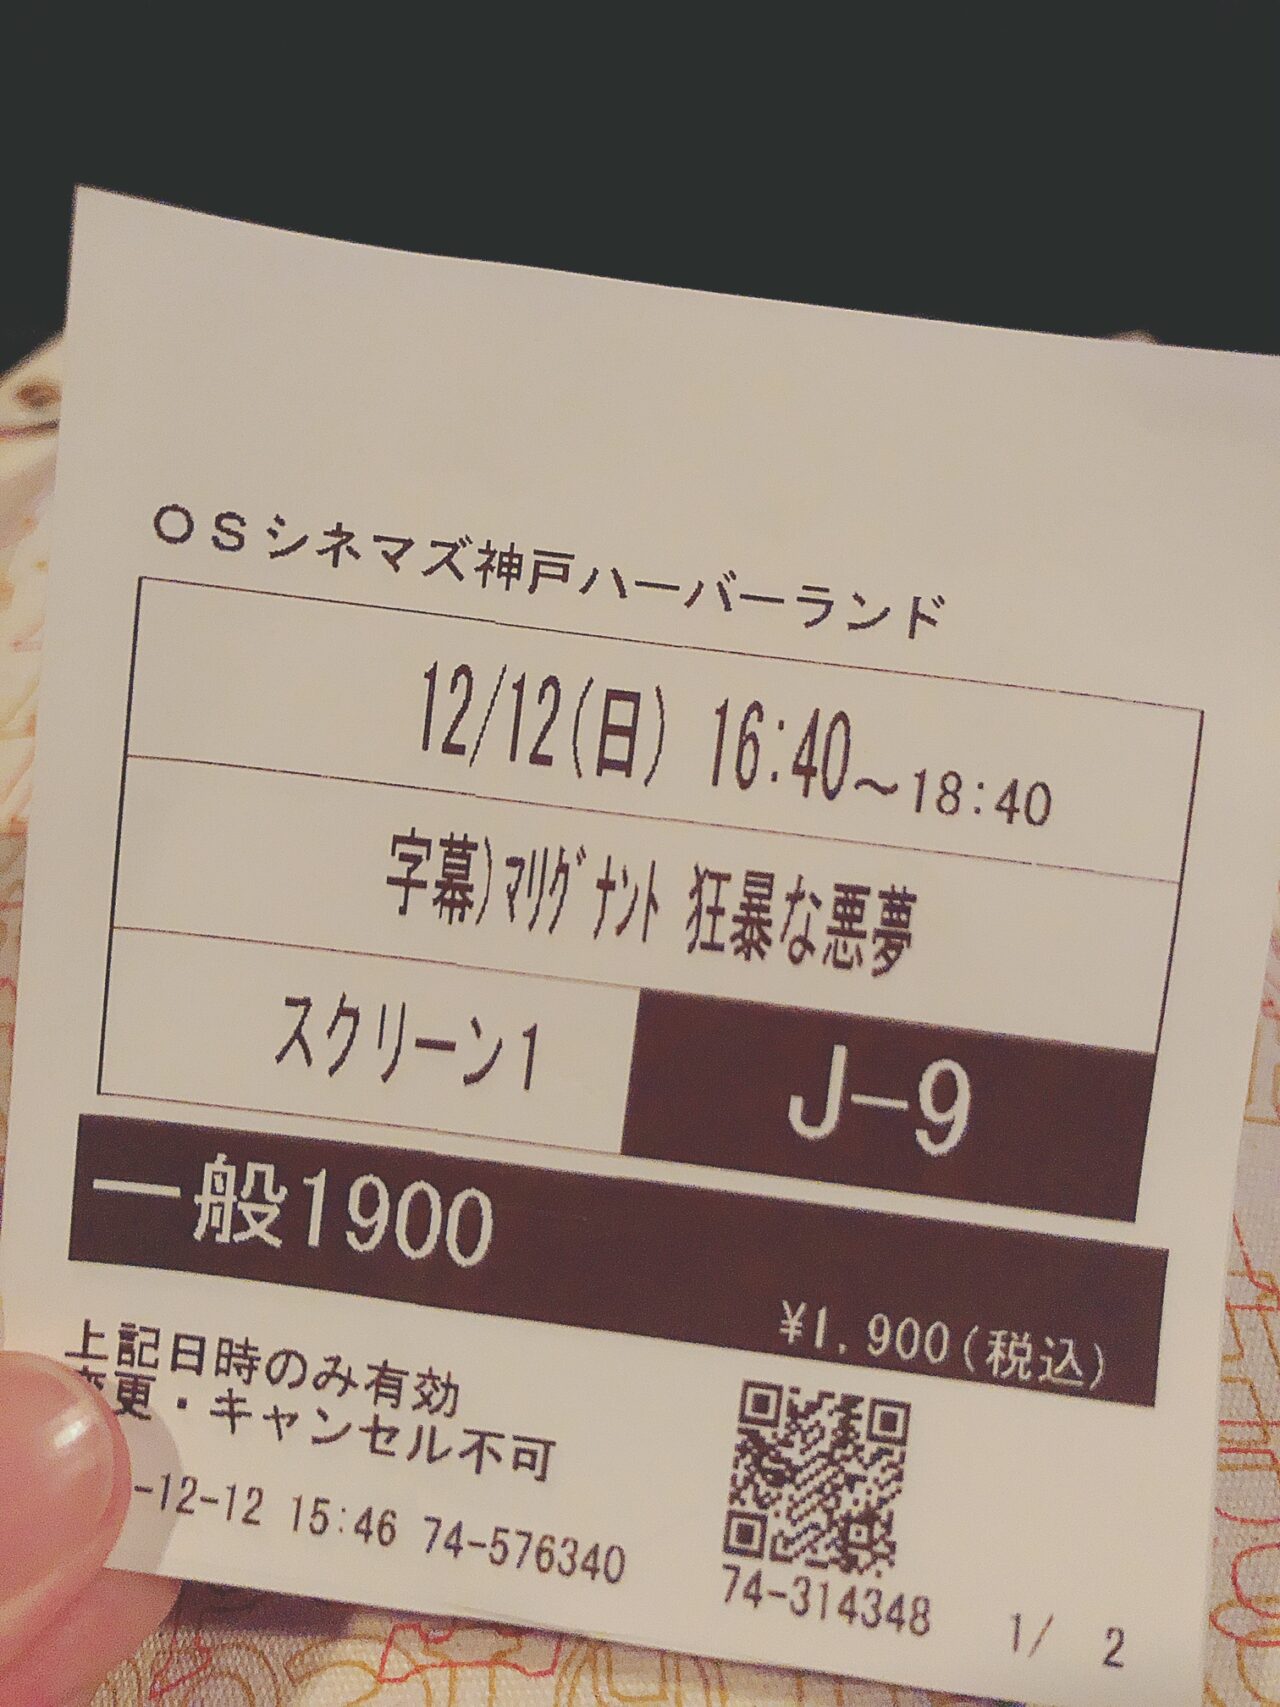 OSシネマズ神戸ハーバーランド
12/12(日) 16:40～18:40
字幕)ﾏﾘｸﾞﾅﾝﾄ 狂暴な悪夢
スクリーン1
J-9
一般1900
¥1,900(税込)
上記日時のみ有効
変更・キャンセル不可
-12-12 15:46 74-576340
74-314348
1/ 2